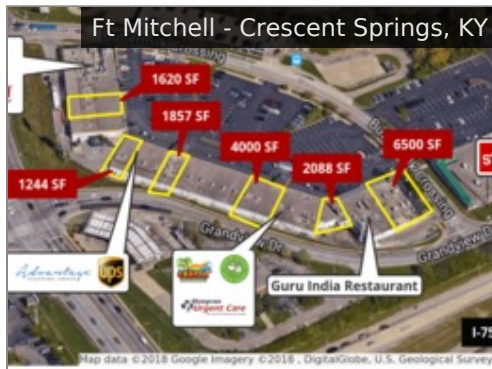 Ft Mitchell - Crescent Springs, KY
1620 SF
1857 SF
4000 SF
6500 SF
2088 SF
1244 SF
Grandview Dr
Grandview D
Advantage
ups
Urgent Care
Guru India Restaurant
I-75
Map data ©2018 Google Imagery ©2018 , DigitalGlobe, U.S. Geological Survey